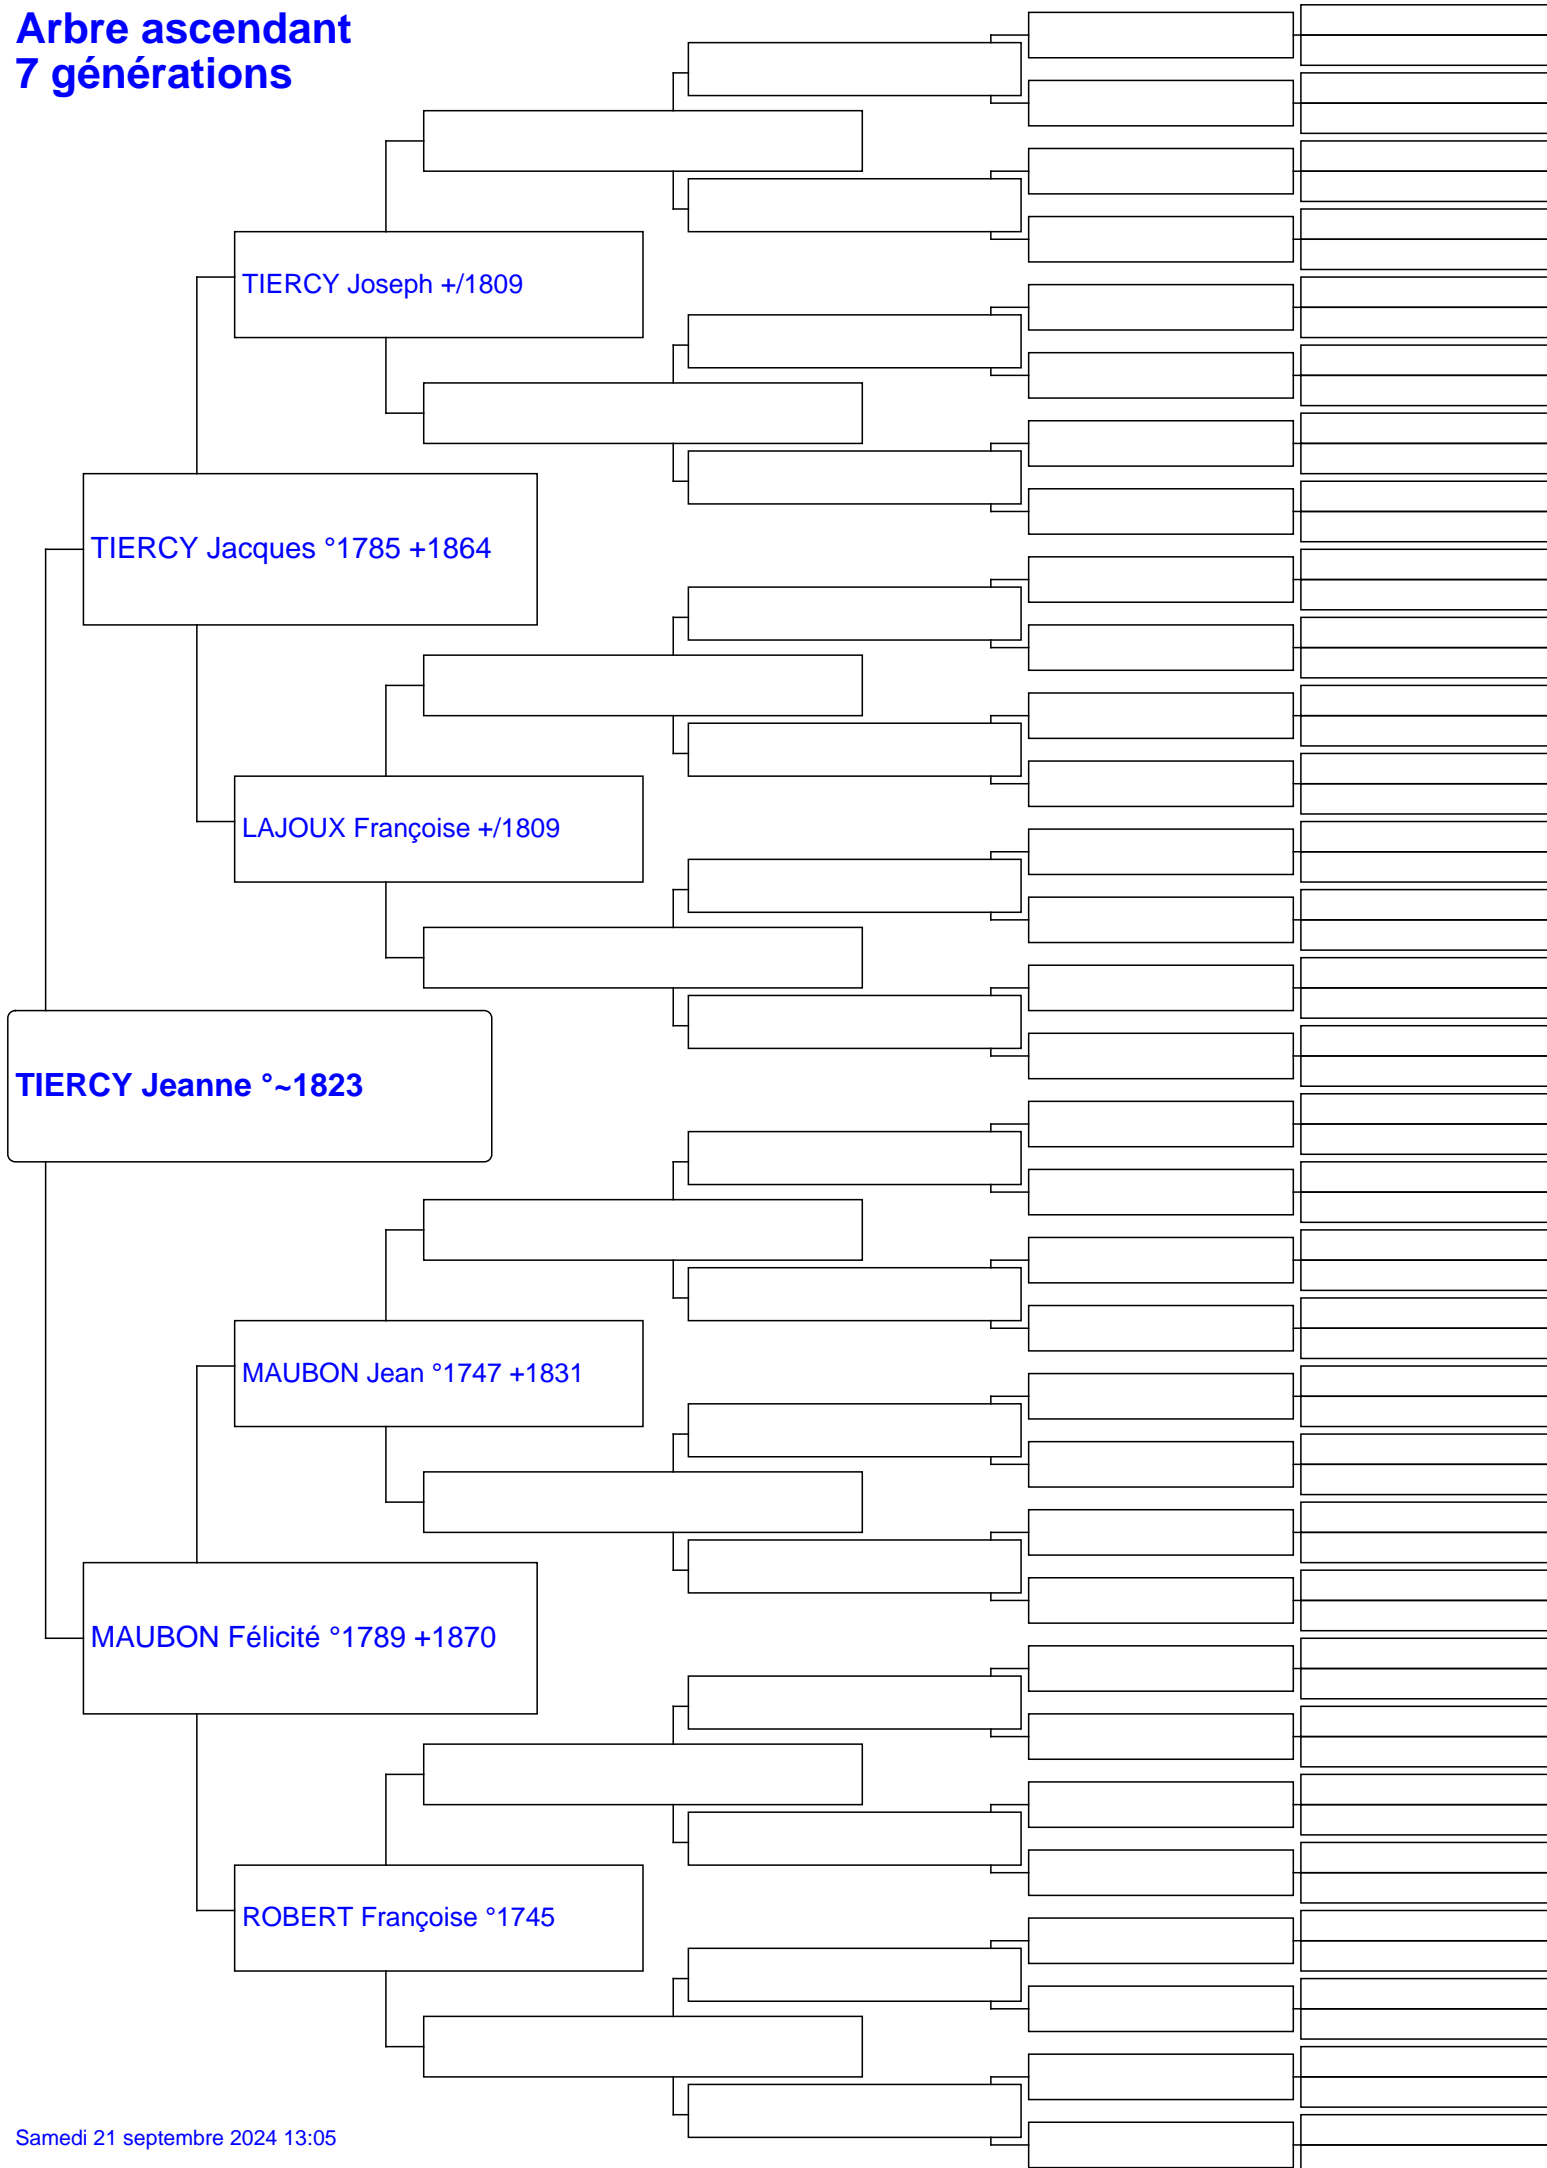 Arbre ascendant
7 générations
TIERCY Joseph +/1809
TIERCY Jacques °1785 +1864
LAJOUX Françoise +/1809
TIERCY Jeanne °~1823
MAUBON Jean °1747 +1831
MAUBON Félicité °1789 +1870
ROBERT Françoise °1745
Samedi 21 septembre 2024 13:05